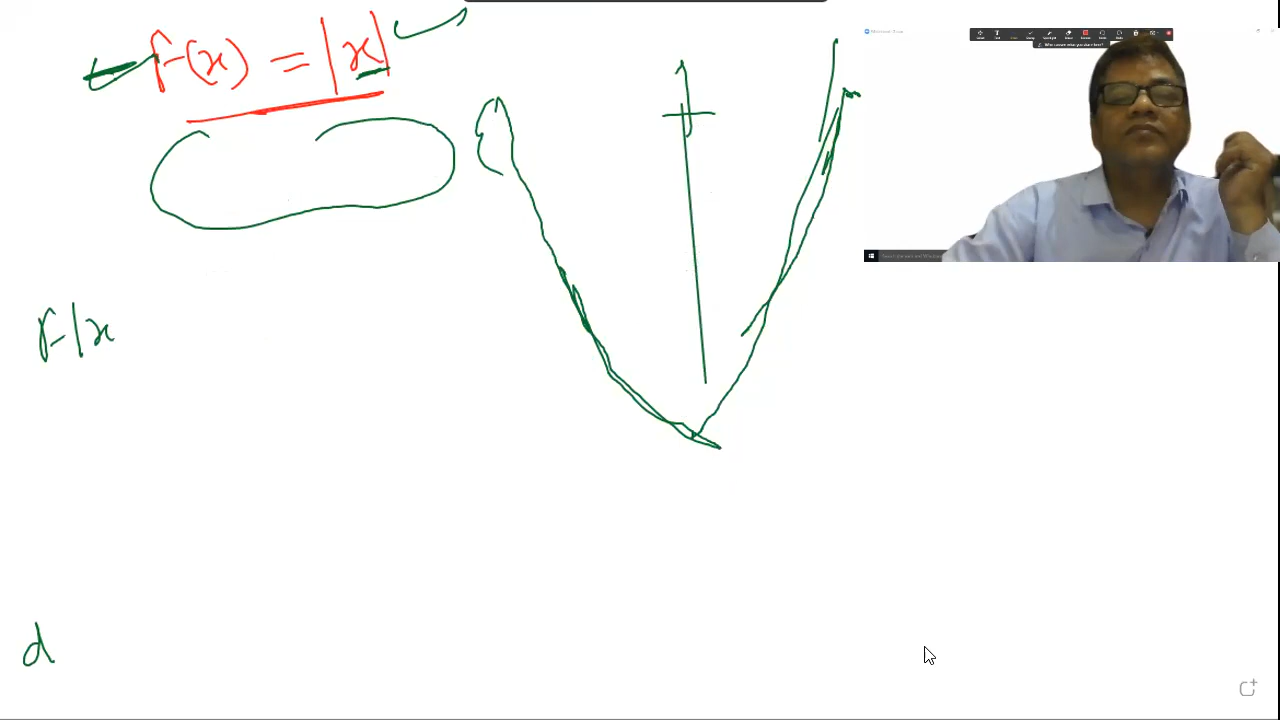 f(x) = |x|
f|x
d